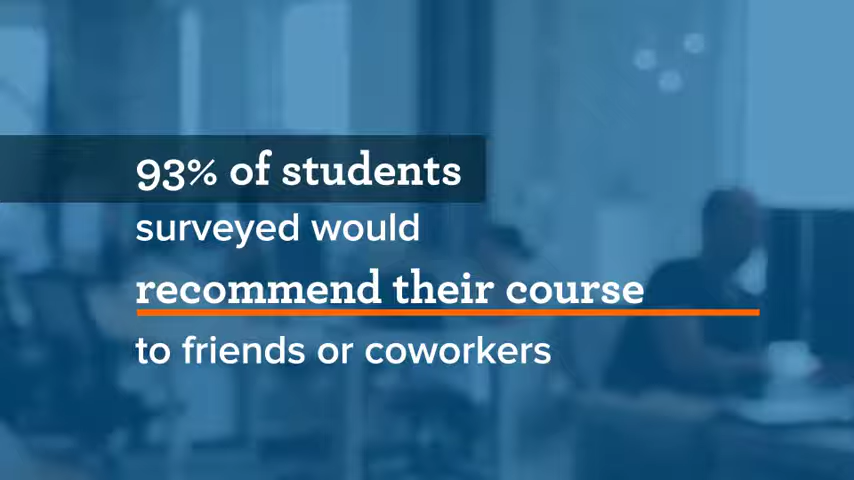 93% of students
surveyed would
recommend their course
to friends or coworkers